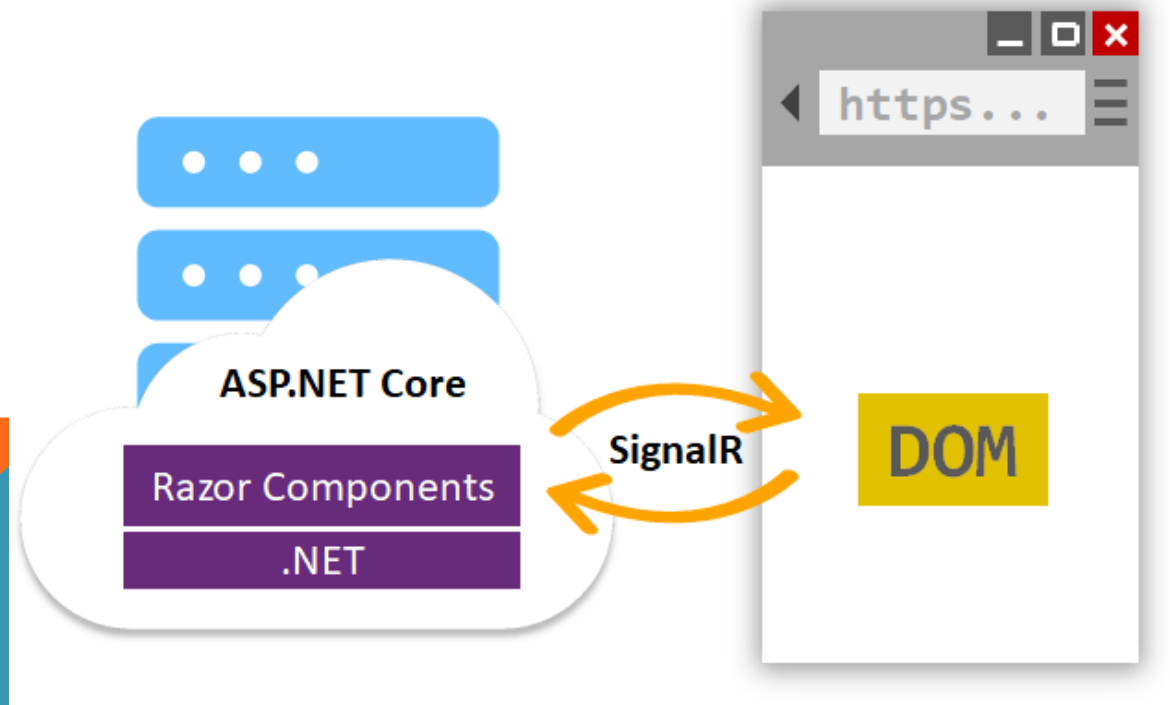 https...
ASP.NET Core
SignalR
DOM
Razor Components
.NET